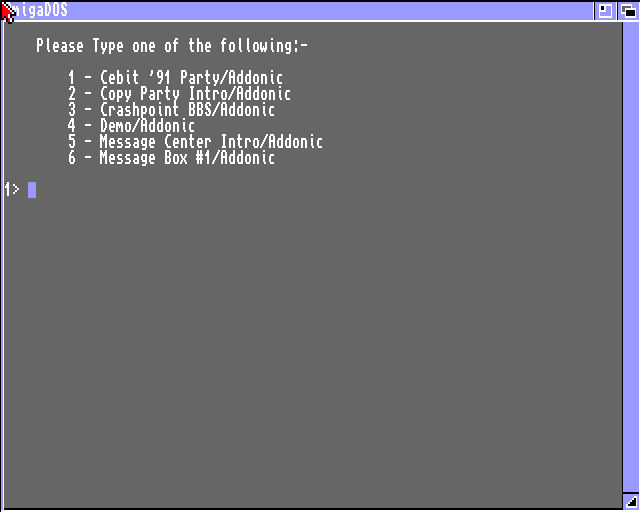 migaDOS
Please Type one of the following:-
1 - Cebit '91 Party/Addonic
2 - Copy Party Intro/Addonic
3 - Crashpoint BBS/Addonic
4 - Demo/Addonic
5 - Message Center Intro/Addonic
6 - Message Box #1/Addonic
1>